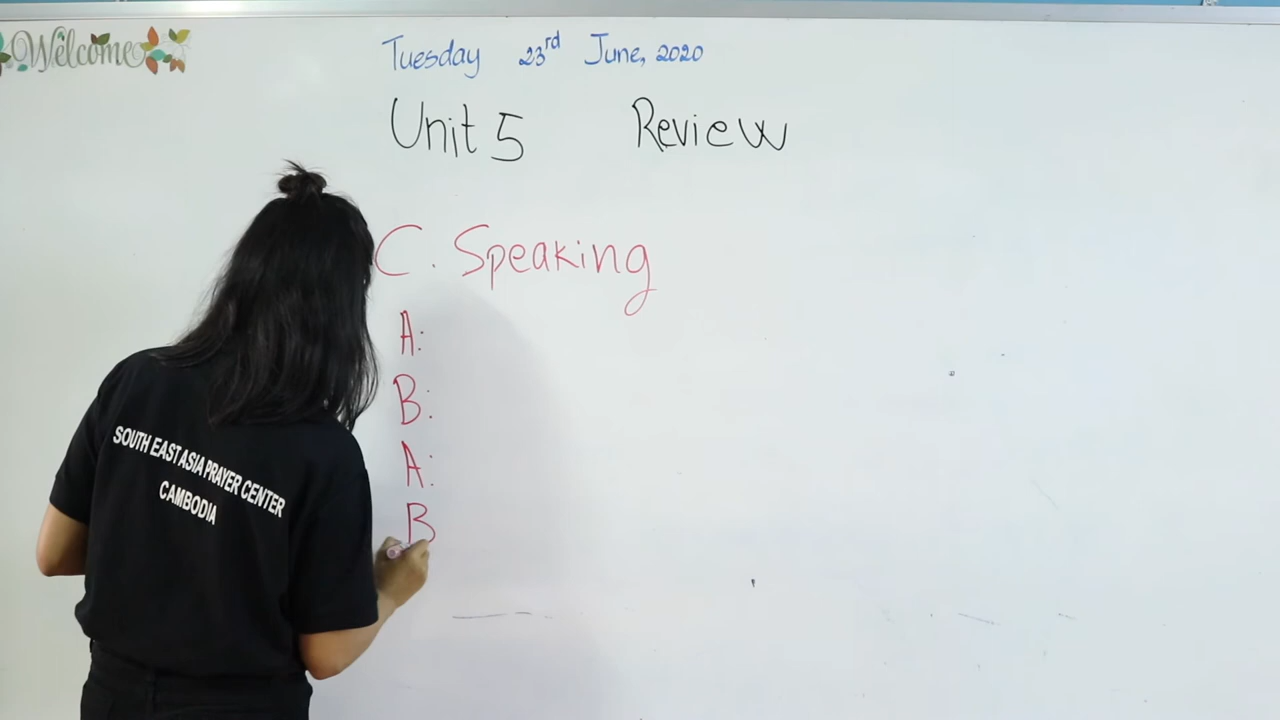 Welcome
Tuesday 23rd June, 2020
Unit 5 Review
C. Speaking
A:
B:
A:
B
SOUTH EAST ASIA PRAYER CENTER
CAMBODIA